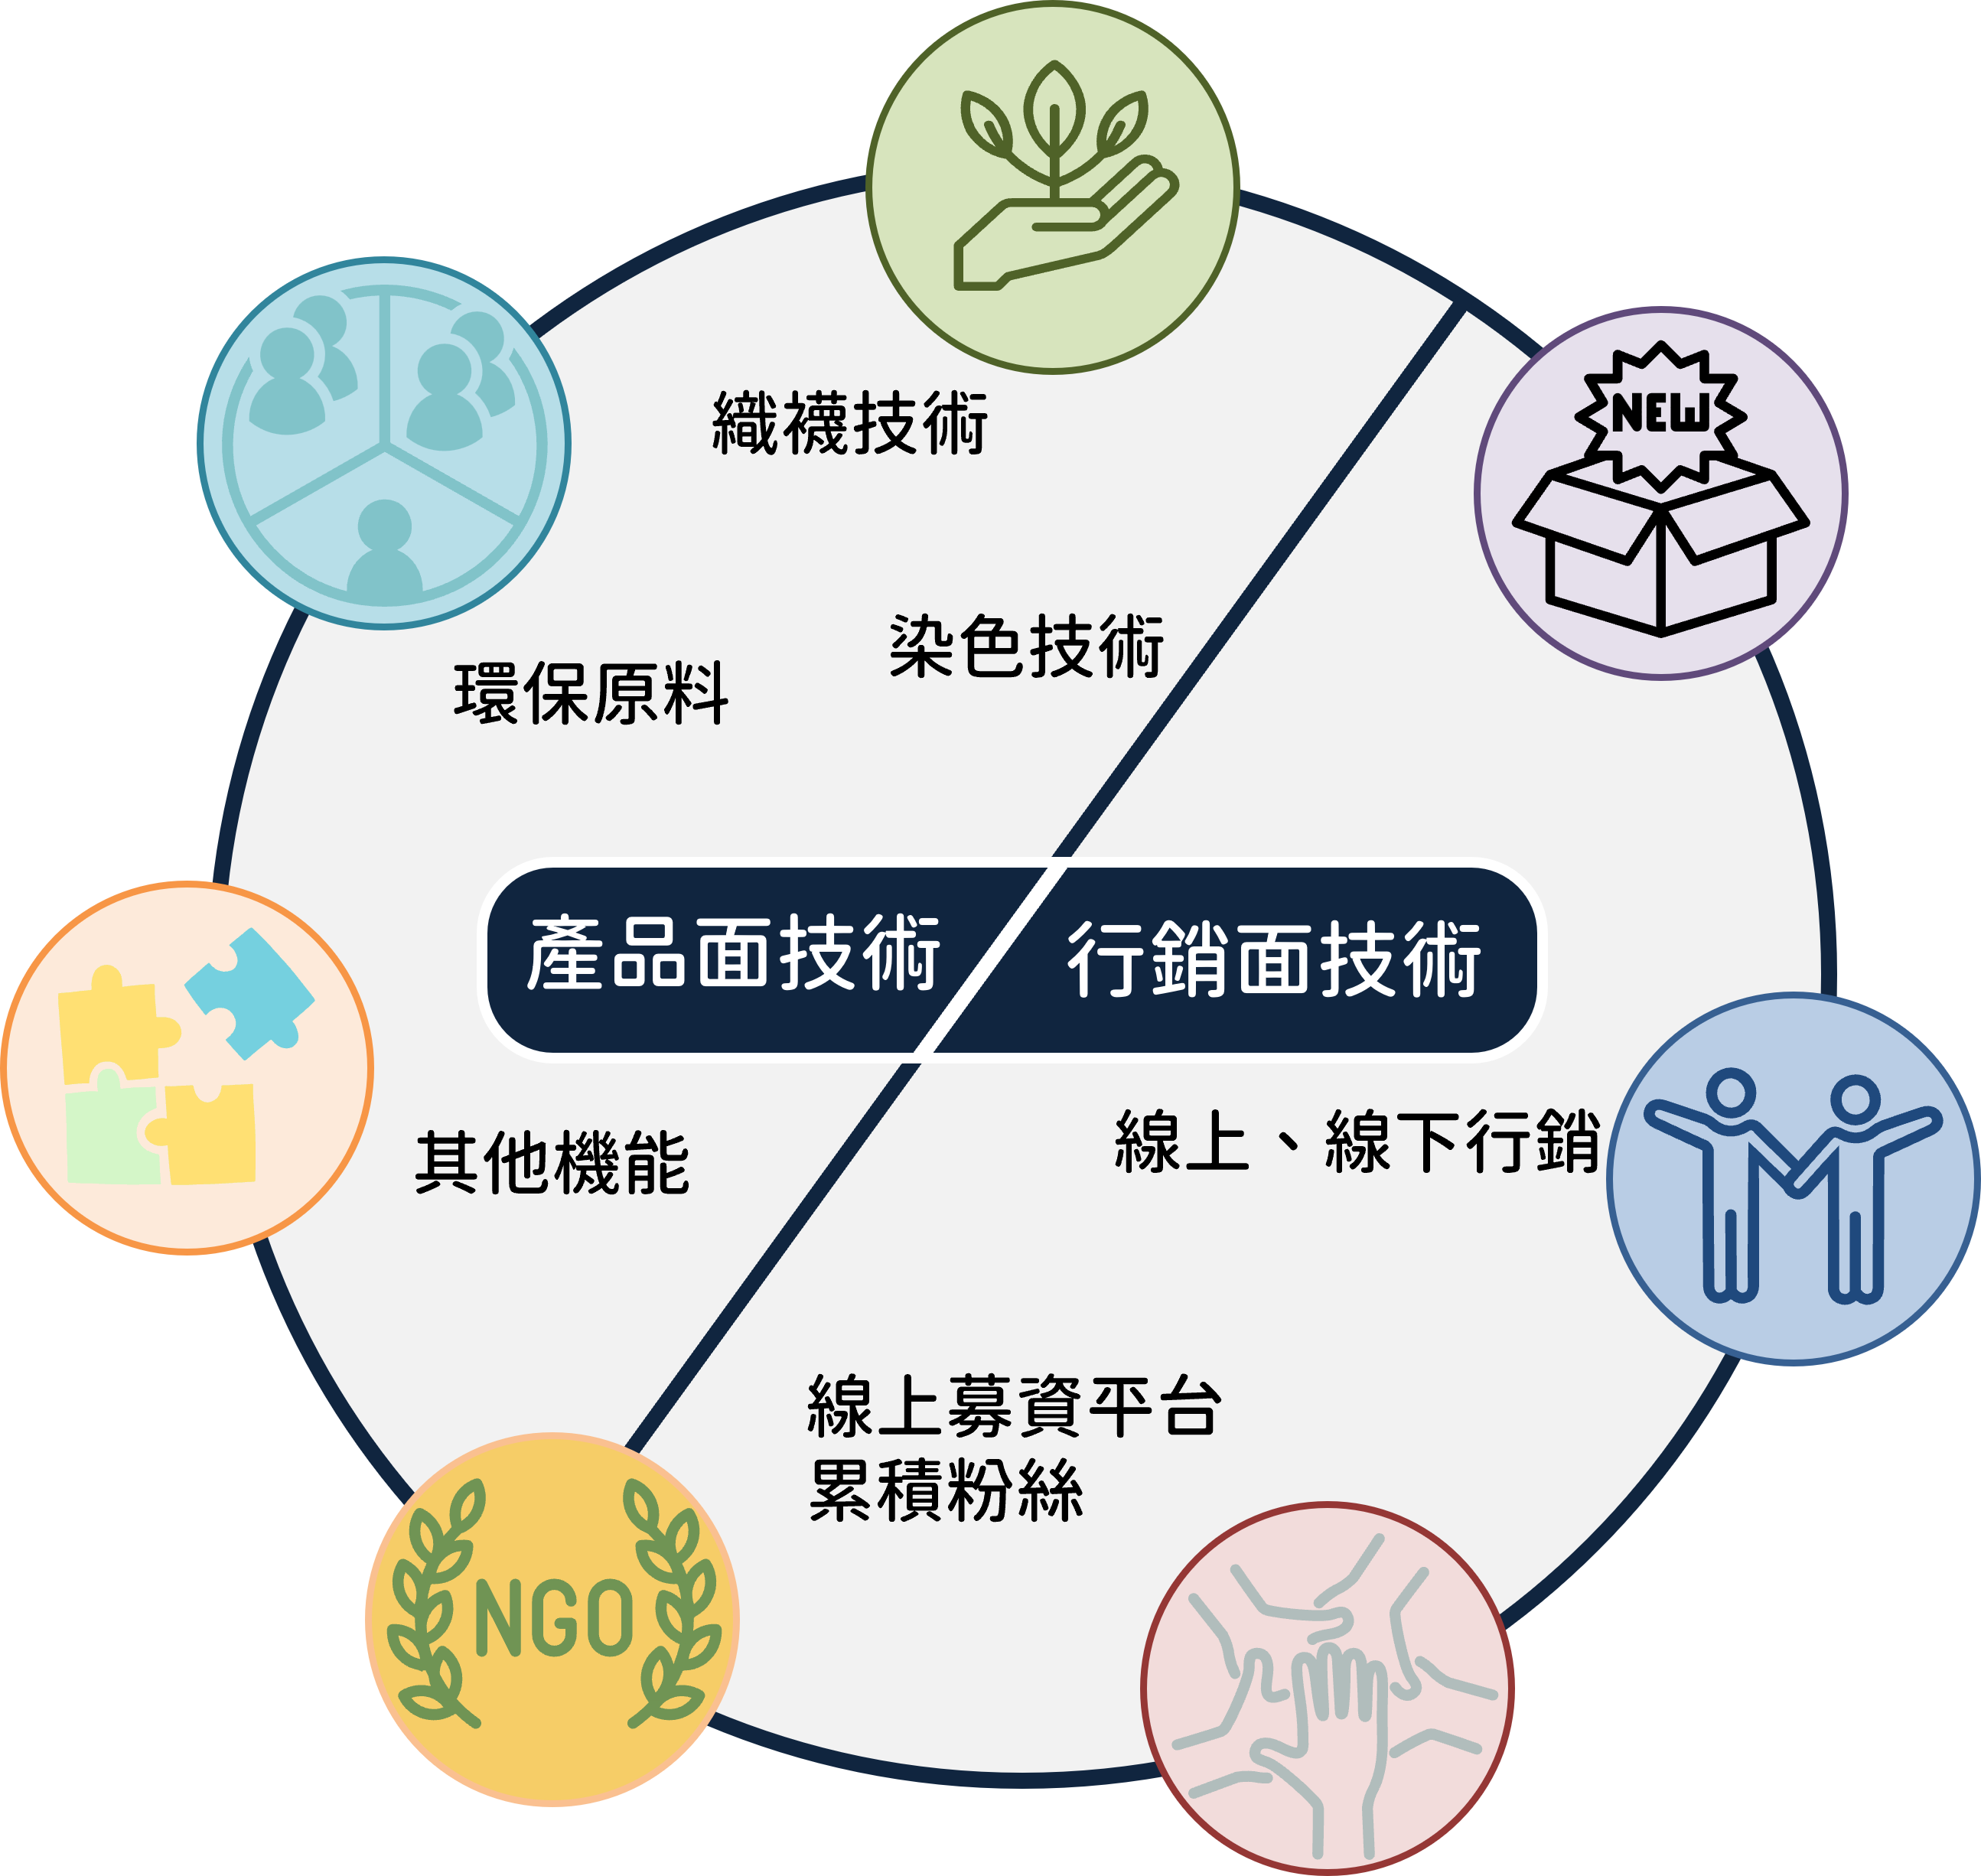 NEW
織襪技術
染色技術
環保原料
產品面技術
行銷面技術
其他機能
線上、線下行銷
線上募資平台
累積粉絲
NGO